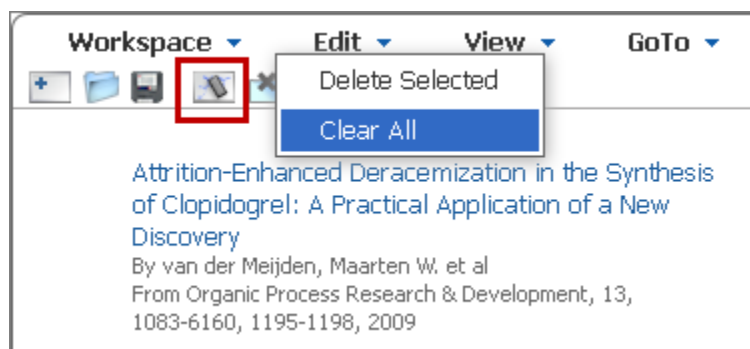 Workspace Edit View GoTo
Delete Selected
Clear All
Attrition-Enhanced Deracemization in the Synthesis
of Clopidogrel: A Practical Application of a New
Discovery
By van der Meijden, Maarten W. et al
From Organic Process Research & Development, 13,
1083-6160, 1195-1198, 2009